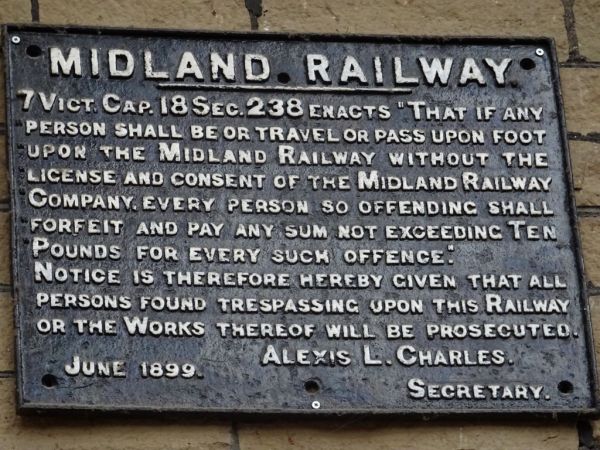 MIDLAND RAILWAY
7 VICT. CAP. 18 SEC. 238 ENACTS "THAT IF ANY
PERSON SHALL BE OR TRAVEL OR PASS UPON FOOT
UPON THE MIDLAND RAILWAY WITHOUT THE
LICENSE AND CONSENT OF THE MIDLAND RAILWAY
COMPANY, EVERY PERSON SO OFFENDING SHALL
FORFEIT AND PAY ANY SUM NOT EXCEEDING TEN
POUNDS FOR EVERY SUCH OFFENCE."
NOTICE IS THEREFORE HEREBY GIVEN THAT ALL
PERSONS FOUND TRESPASSING UPON THIS RAILWAY
OR THE WORKS THEREOF WILL BE PROSECUTED.
JUNE 1899. ALEXIS L. CHARLES.
SECRETARY.